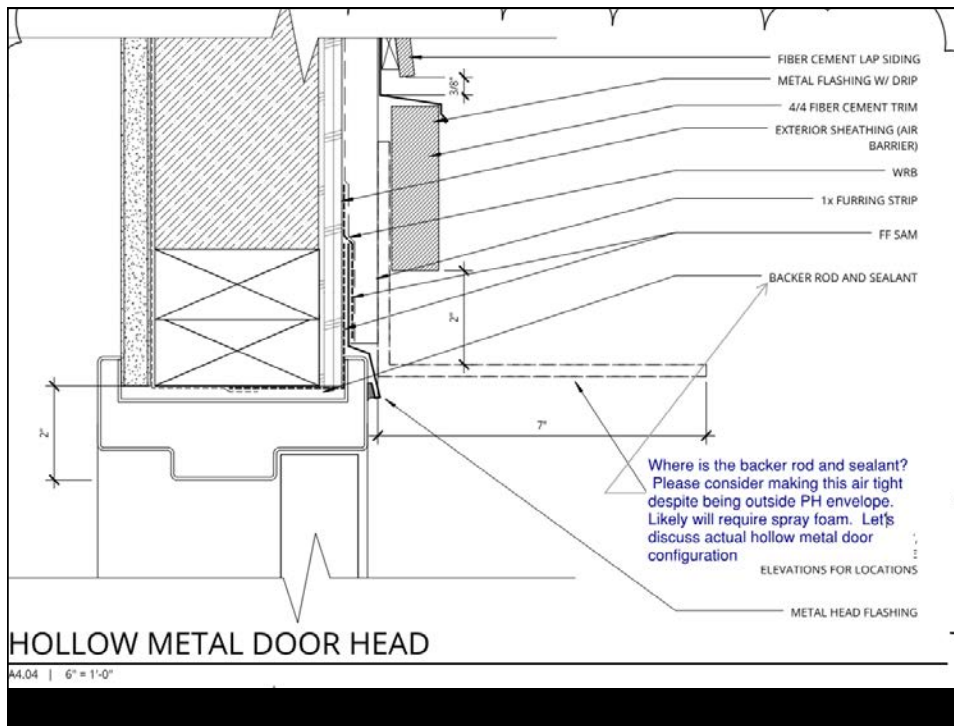 FIBER CEMENT LAP SIDING
METAL FLASHING W/ DRIP
3/8"
4/4 FIBER CEMENT TRIM
EXTERIOR SHEATHING (AIR
BARRIER)
WRB
1x FURRING STRIP
FF SAM
BACKER ROD AND SEALANT
2"
2"
7"
Where is the backer rod and sealant?
Please consider making this air tight
despite being outside PH envelope.
Likely will require spray foam. Let's
discuss actual hollow metal door
configuration
ELEVATIONS FOR LOCATIONS
METAL HEAD FLASHING
HOLLOW METAL DOOR HEAD
A4.04 | 6" = 1'-0"